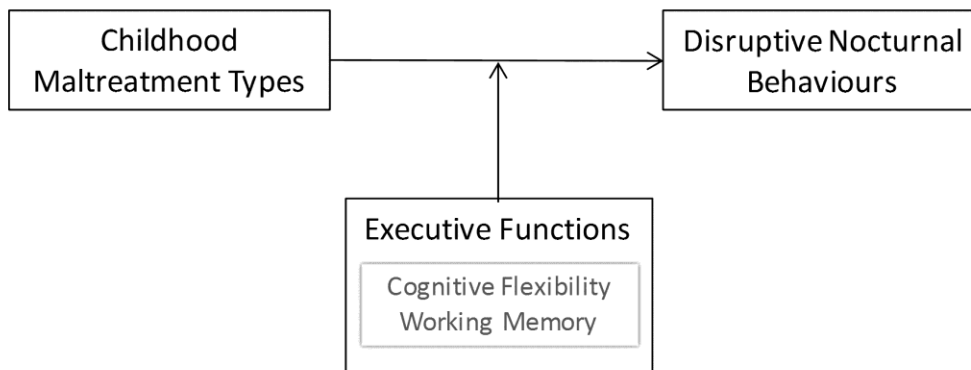 Childhood
Maltreatment Types
Disruptive Nocturnal
Behaviours
Executive Functions
Cognitive Flexibility
Working Memory